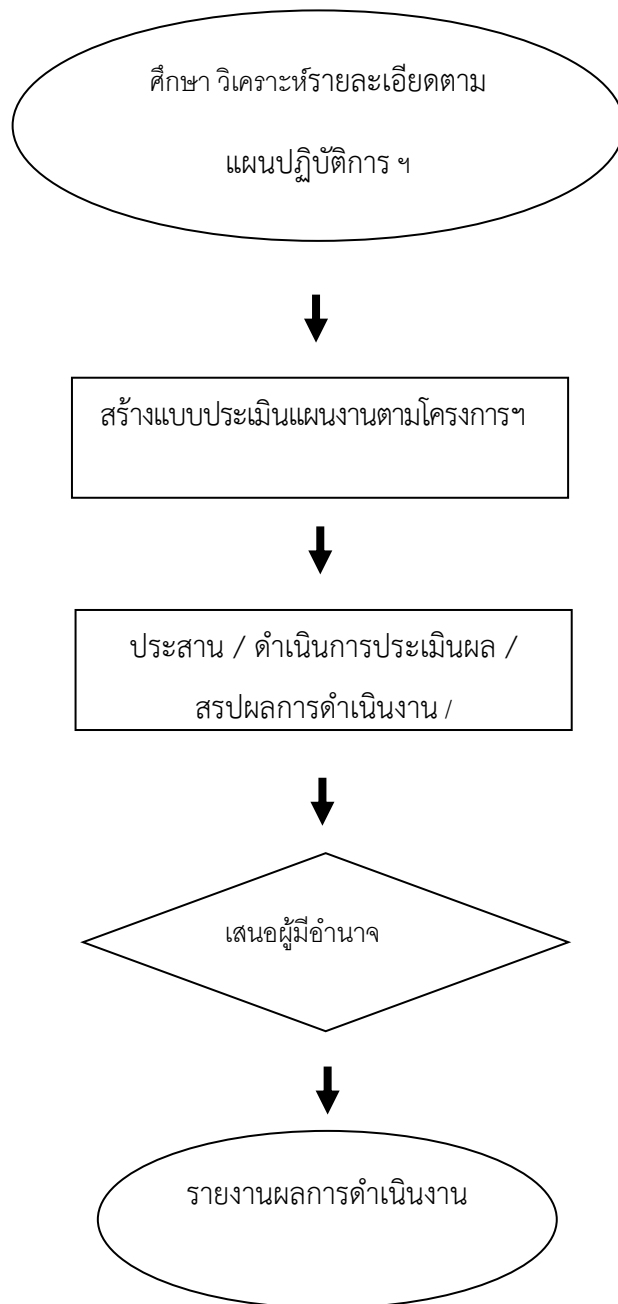 ศึกษา วิเคราะห์รายละเอียดตาม
แผนปฏิบัติการ ฯ
สร้างแบบประเมินแผนงานตามโครงการฯ
ประสาน / ดำเนินการประเมินผล /
สรปผลการดำเนินงาน /
เสนอผู้มีอำนาจ
รายงานผลการดำเนินงาน